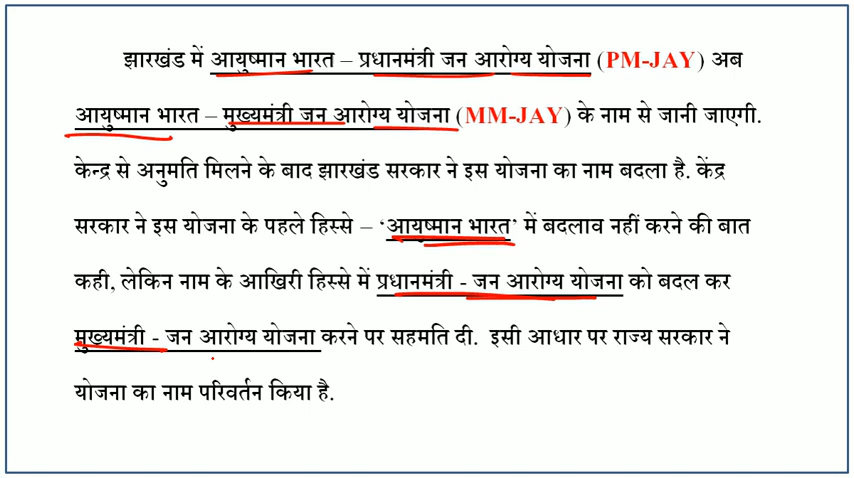 झारखंड में आयुष्मान भारत – प्रधानमंत्री जन आरोग्य योजना (PM-JAY) अब
आयुष्मान भारत – मुख्यमंत्री जन आरोग्य योजना (MM-JAY) के नाम से जानी जाएगी.
केन्द्र से अनुमति मिलने के बाद झारखंड सरकार ने इस योजना का नाम बदला है. केंद्र
सरकार ने इस योजना के पहले हिस्से – ‘आयुष्मान भारत’ में बदलाव नहीं करने की बात
कही, लेकिन नाम के आखिरी हिस्से में प्रधानमंत्री - जन आरोग्य योजना को बदल कर
मुख्यमंत्री - जन आरोग्य योजना करने पर सहमति दी. इसी आधार पर राज्य सरकार ने
योजना का नाम परिवर्तन किया है.